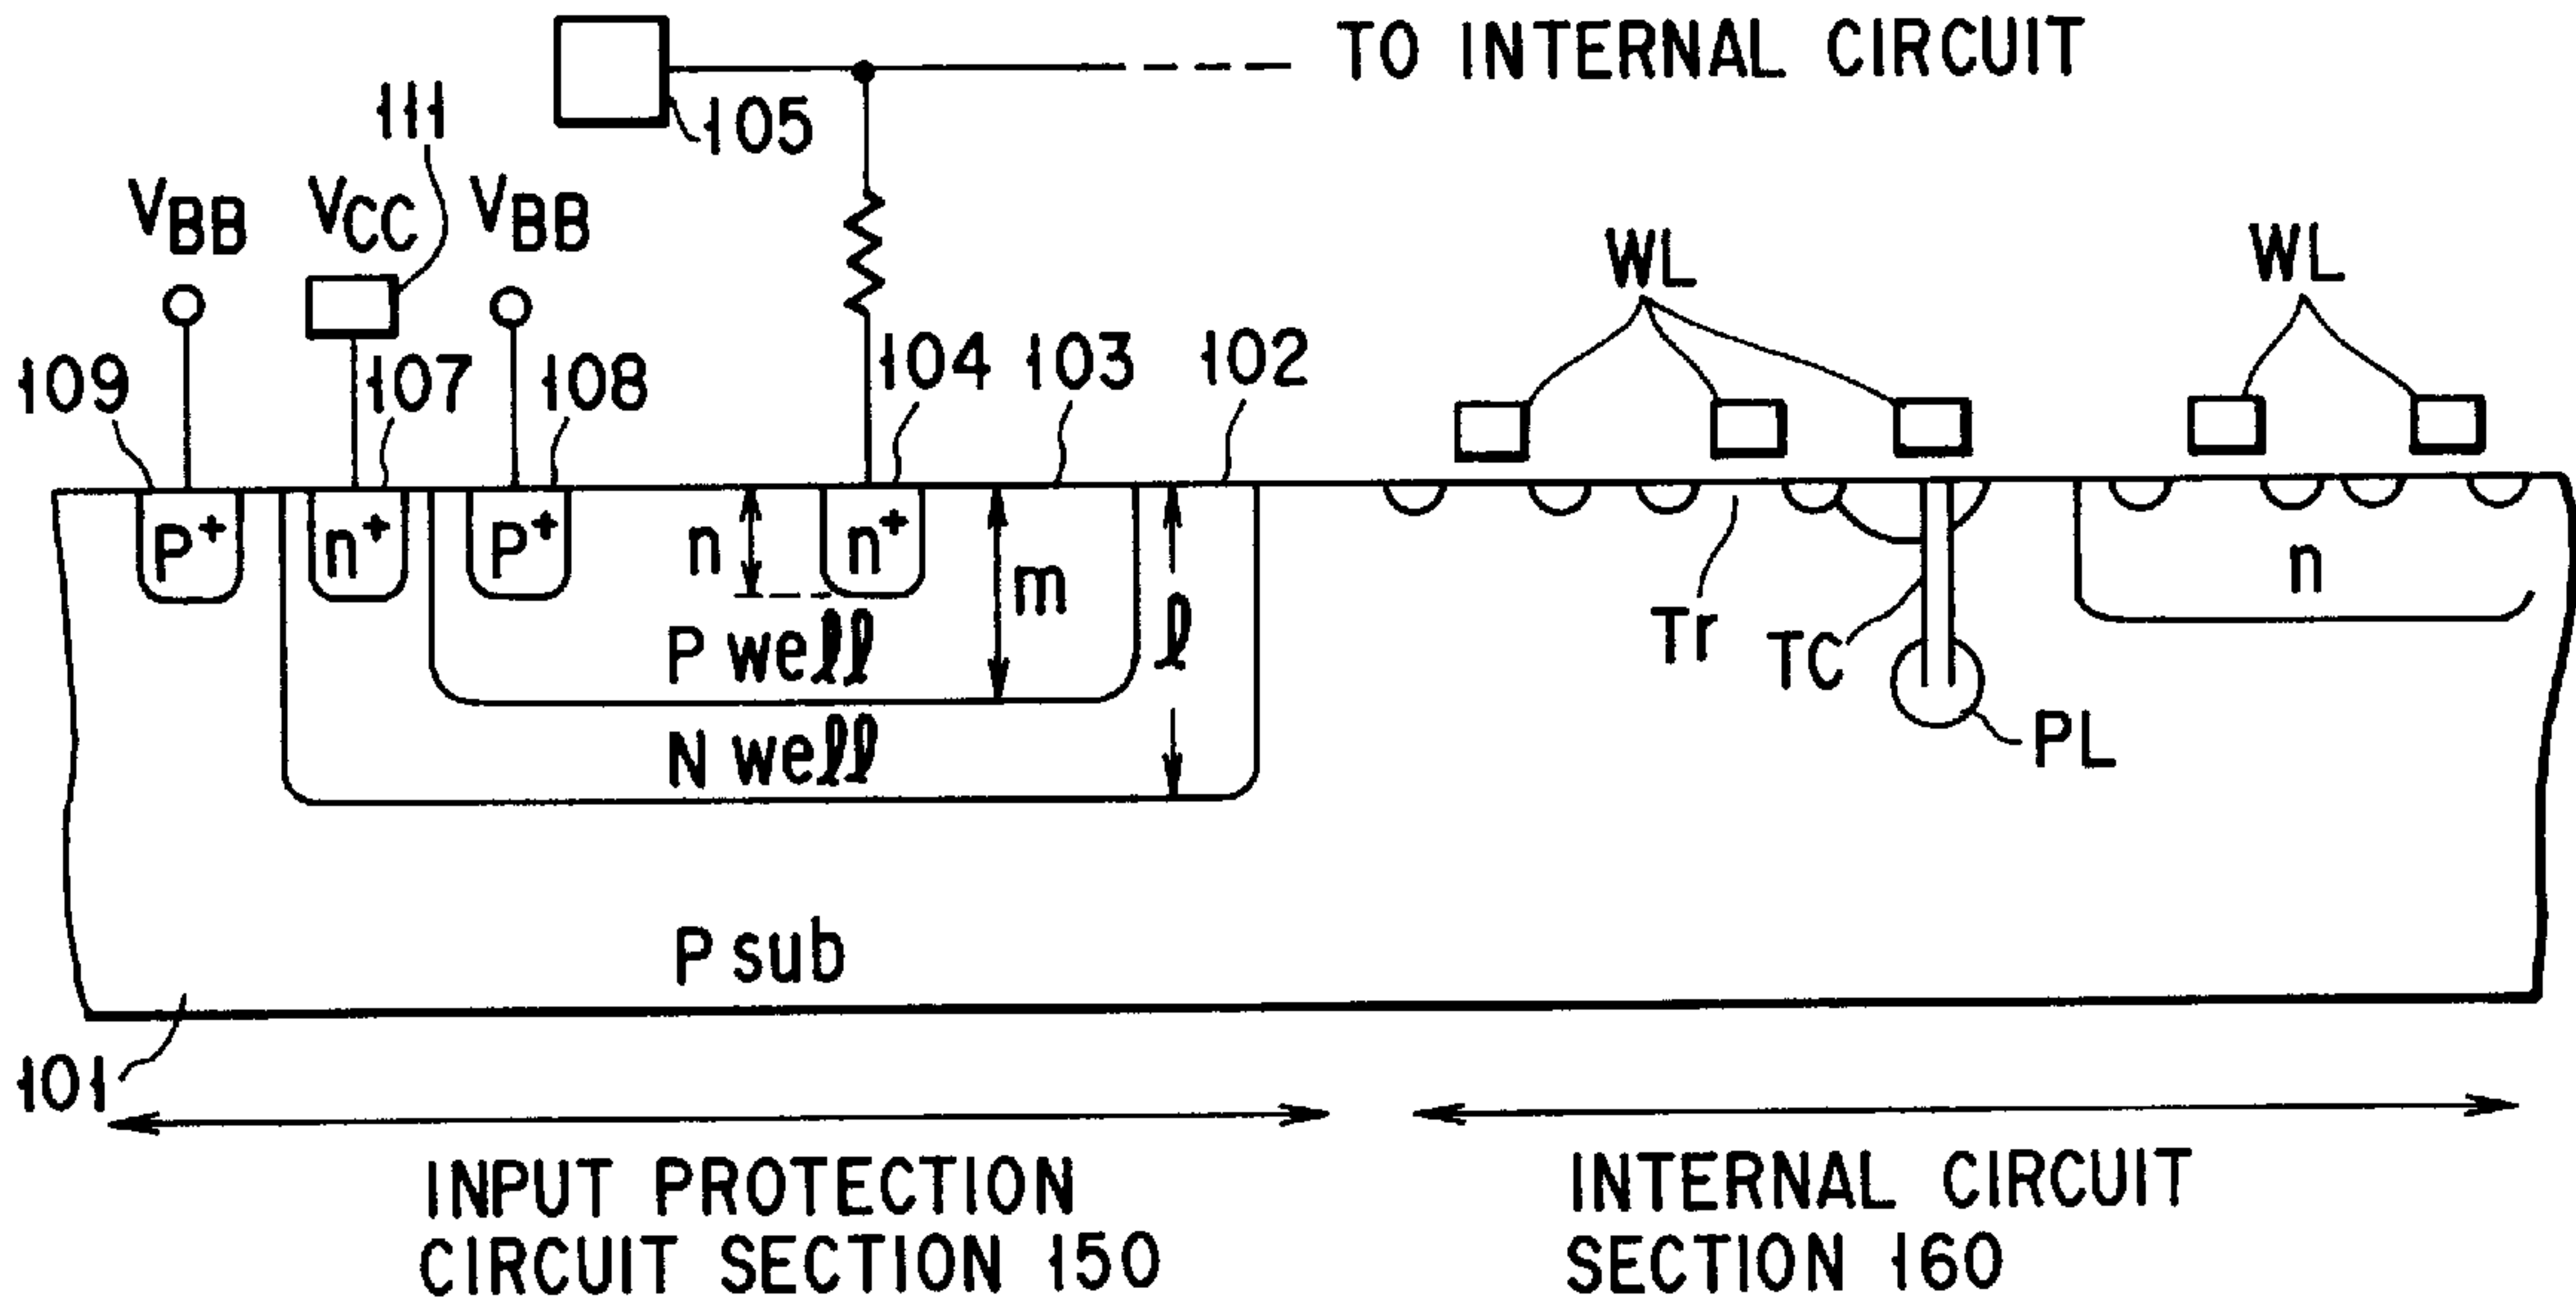 TO INTERNAL CIRCUIT
105
111
VBB
VCC
VBB
WL
WL
109
107
108
104
103
102
P+
n+
P+
n
n+
m
ℓ
n
P well
Tr
TC
N well
PL
P sub
101
INPUT PROTECTION
CIRCUIT SECTION 150
INTERNAL CIRCUIT
SECTION 160